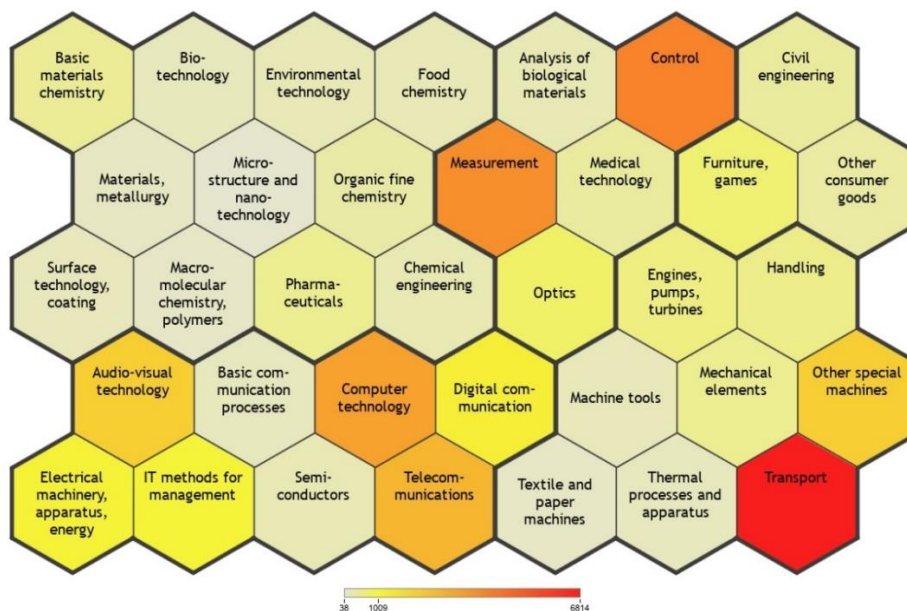 Basic
materials
chemistry
Bio-
technology
Environmental
technology
Food
chemistry
Analysis of
biological
materials
Control
Civil
engineering
Materials,
metallurgy
Micro-
structure and
nano-
technology
Organic fine
chemistry
Measurement
Medical
technology
Furniture,
games
Other
consumer
goods
Surface
technology,
coating
Macro-
molecular
chemistry,
polymers
Pharma-
ceuticals
Chemical
engineering
Optics
Engines,
pumps,
turbines
Handling
Audio-visual
technology
Basic com-
munication
processes
Computer
technology
Digital com-
munication
Machine tools
Mechanical
elements
Other special
machines
Electrical
machinery,
apparatus,
energy
IT methods for
management
Semi-
conductors
Telecom-
munications
Textile and
paper
machines
Thermal
processes and
apparatus
Transport
38 1009 6814